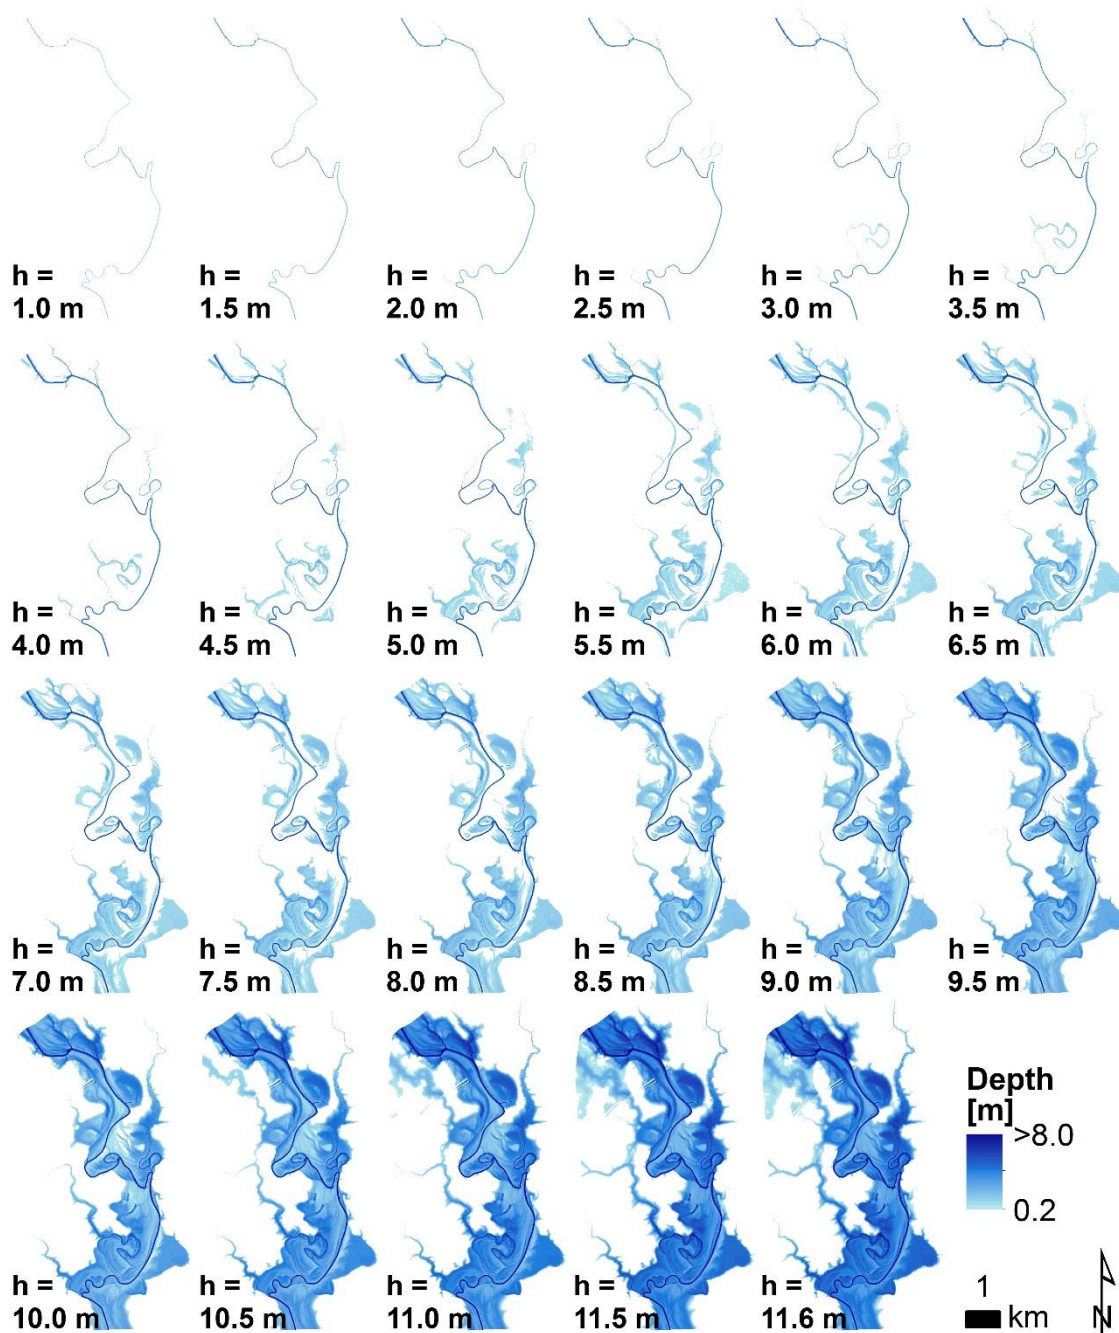 h =
1.0 m
h =
1.5 m
h =
2.0 m
h =
2.5 m
h =
3.0 m
h =
3.5 m
h =
4.0 m
h =
4.5 m
h =
5.0 m
h =
5.5 m
h =
6.0 m
h =
6.5 m
h =
7.0 m
h =
7.5 m
h =
8.0 m
h =
8.5 m
h =
9.0 m
h =
9.5 m
h =
10.0 m
h =
10.5 m
h =
11.0 m
h =
11.5 m
h =
11.6 m
Depth
[m]
>8.0
0.2
1
km
N